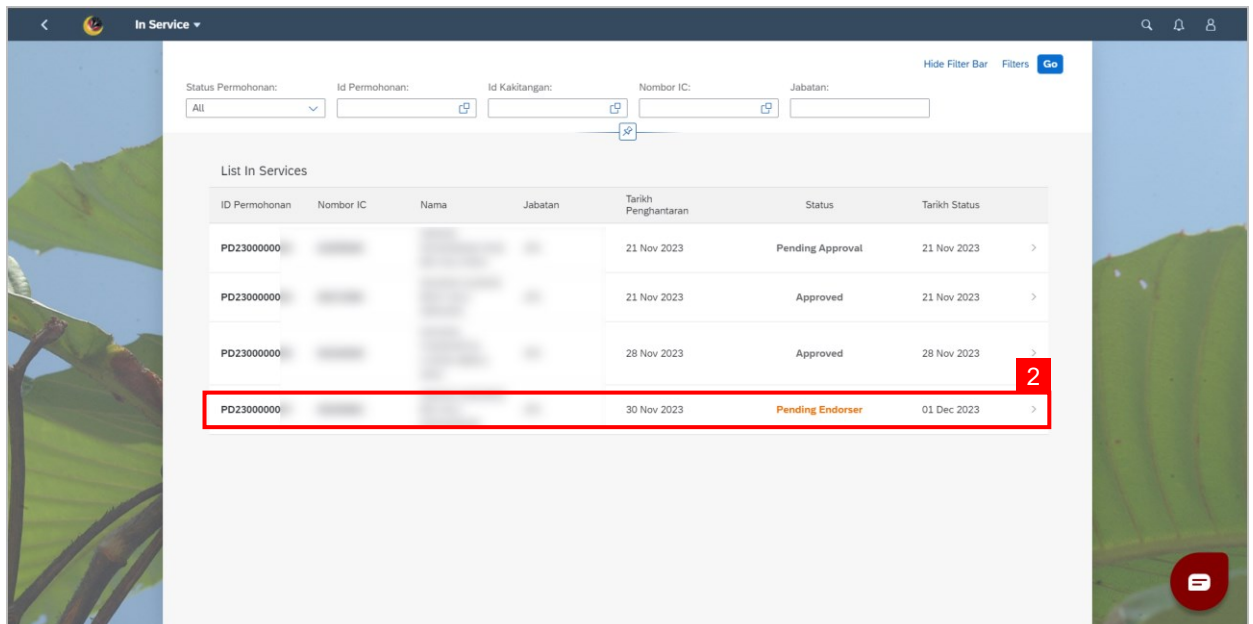 In Service
Hide Filter Bar Filters Go
Status Permohonan: Id Permohonan: Id Kakitangan: Nombor IC: Jabatan:
All
List In Services
ID Permohonan Nombor IC Nama Jabatan Tarikh Penghantaran Status Tarikh Status
PD23000000 21 Nov 2023 Pending Approval 21 Nov 2023
PD23000000 21 Nov 2023 Approved 21 Nov 2023
PD23000000 28 Nov 2023 Approved 28 Nov 2023
2
PD23000000 30 Nov 2023 Pending Endorser 01 Dec 2023